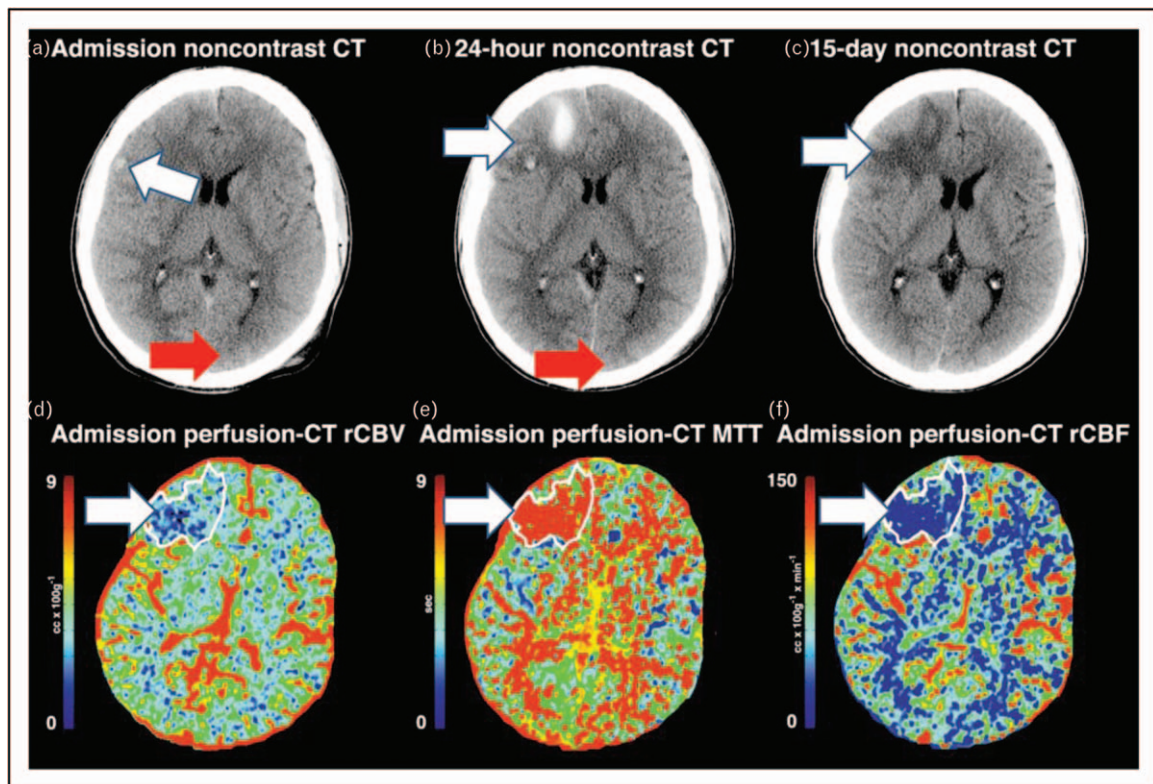 (a) Admission noncontrast CT
(b) 24-hour noncontrast CT
(c) 15-day noncontrast CT
(d)
Admission perfusion-CT rCBV
9
cc x 100g⁻¹
0
(e)
Admission perfusion-CT MTT
9
sec
0
(f)
Admission perfusion-CT rCBF
150
cc x 100g⁻¹ x min⁻¹
0